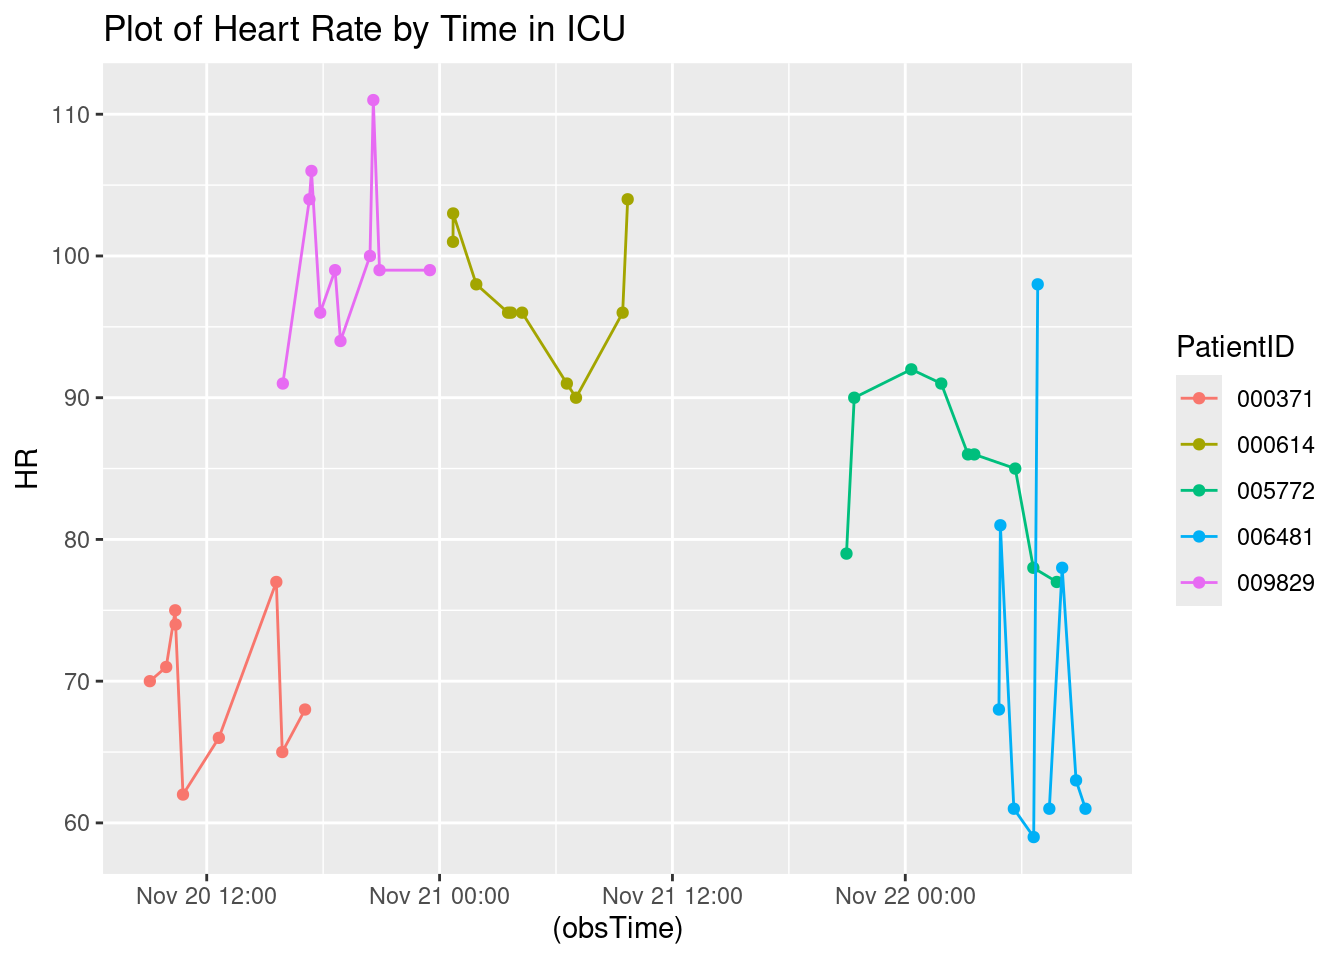 Plot of Heart Rate by Time in ICU
110
100
90
80
70
60
HR
Nov 20 12:00
Nov 21 00:00
Nov 21 12:00
Nov 22 00:00
(obsTime)
PatientID
000371
000614
005772
006481
009829